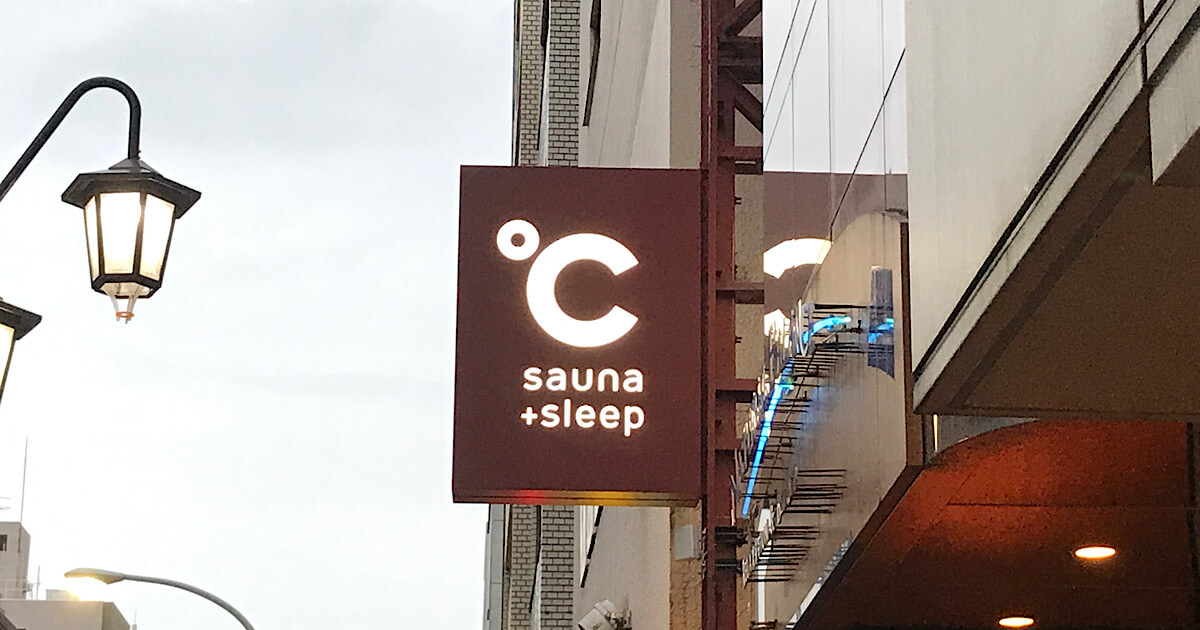 ℃
sauna
+sleep